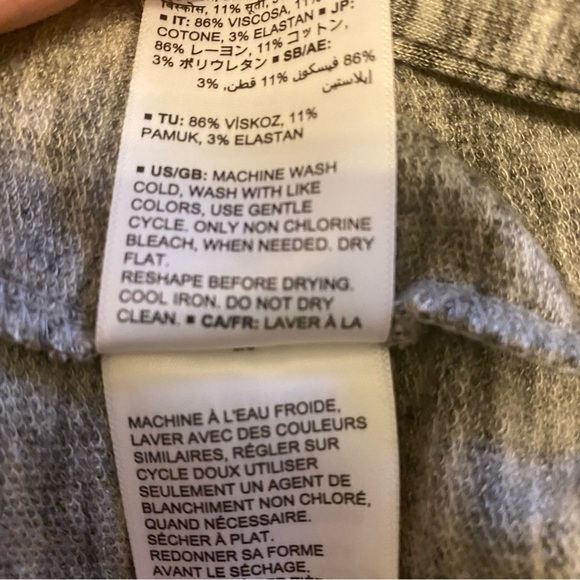 विस्कोस, 11% सूती,
■ IT: 86% VISCOSA, 11%
COTONE, 3% ELASTAN ■ JP:
86% レーヨン, 11% コットン,
3% ポリウレタン ■ SB/AE:
86% فيسكوز, 11% قطن, 3%
إيلاستين
■ TU: 86% VİSKOZ, 11%
PAMUK, 3% ELASTAN
■ US/GB: MACHINE WASH
COLD, WASH WITH LIKE
COLORS, USE GENTLE
CYCLE. ONLY NON CHLORINE
BLEACH, WHEN NEEDED. DRY
FLAT.
RESHAPE BEFORE DRYING.
COOL IRON. DO NOT DRY
CLEAN. ■ CA/FR: LAVER À LA
MACHINE À L'EAU FROIDE,
LAVER AVEC DES COULEURS
SIMILAIRES, RÉGLER SUR
CYCLE DOUX UTILISER
SEULEMENT UN AGENT DE
BLANCHIMENT NON CHLORÉ,
QUAND NÉCESSAIRE.
SÉCHER À PLAT.
REDONNER SA FORME
AVANT LE SÉCHAGE,